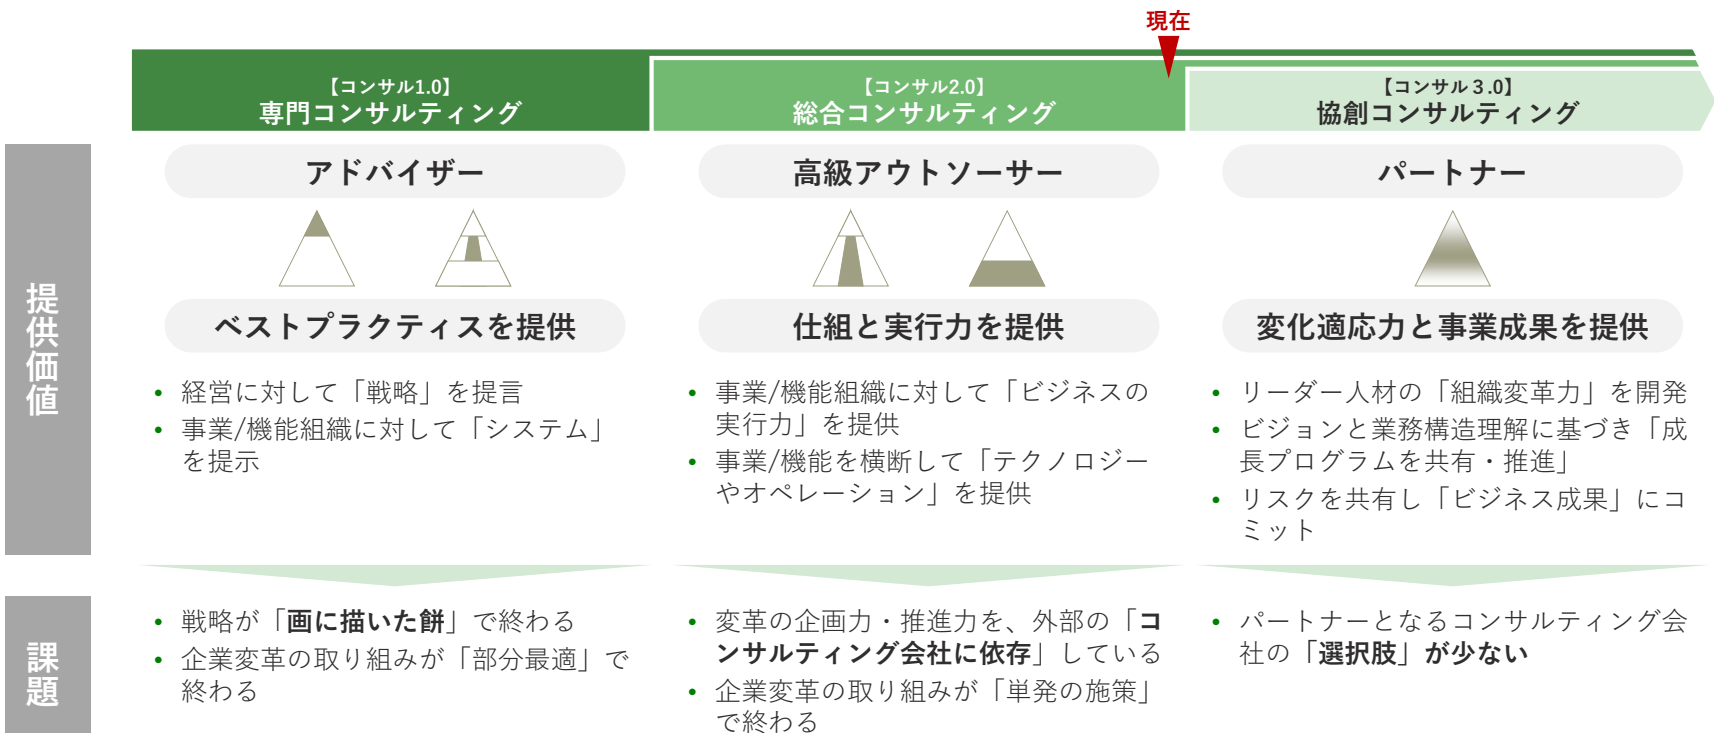 現在
【コンサル1.0】
専門コンサルティング
【コンサル2.0】
総合コンサルティング
【コンサル３.0】
協創コンサルティング
提供価値
アドバイザー
ベストプラクティスを提供
• 経営に対して「戦略」を提言
• 事業/機能組織に対して「システム」
を提示
高級アウトソーサー
仕組と実行力を提供
• 事業/機能組織に対して「ビジネスの
実行力」を提供
• 事業/機能を横断して「テクノロジー
やオペレーション」を提供
パートナー
変化適応力と事業成果を提供
• リーダー人材の「組織変革力」を開発
• ビジョンと業務構造理解に基づき「成
長プログラムを共有・推進」
• リスクを共有し「ビジネス成果」にコ
ミット
課題
• 戦略が「画に描いた餅」で終わる
• 企業変革の取り組みが「部分最適」で
終わる
• 変革の企画力・推進力を、外部の「コ
ンサルティング会社に依存」している
• 企業変革の取り組みが「単発の施策」
で終わる
• パートナーとなるコンサルティング会
社の「選択肢」が少ない